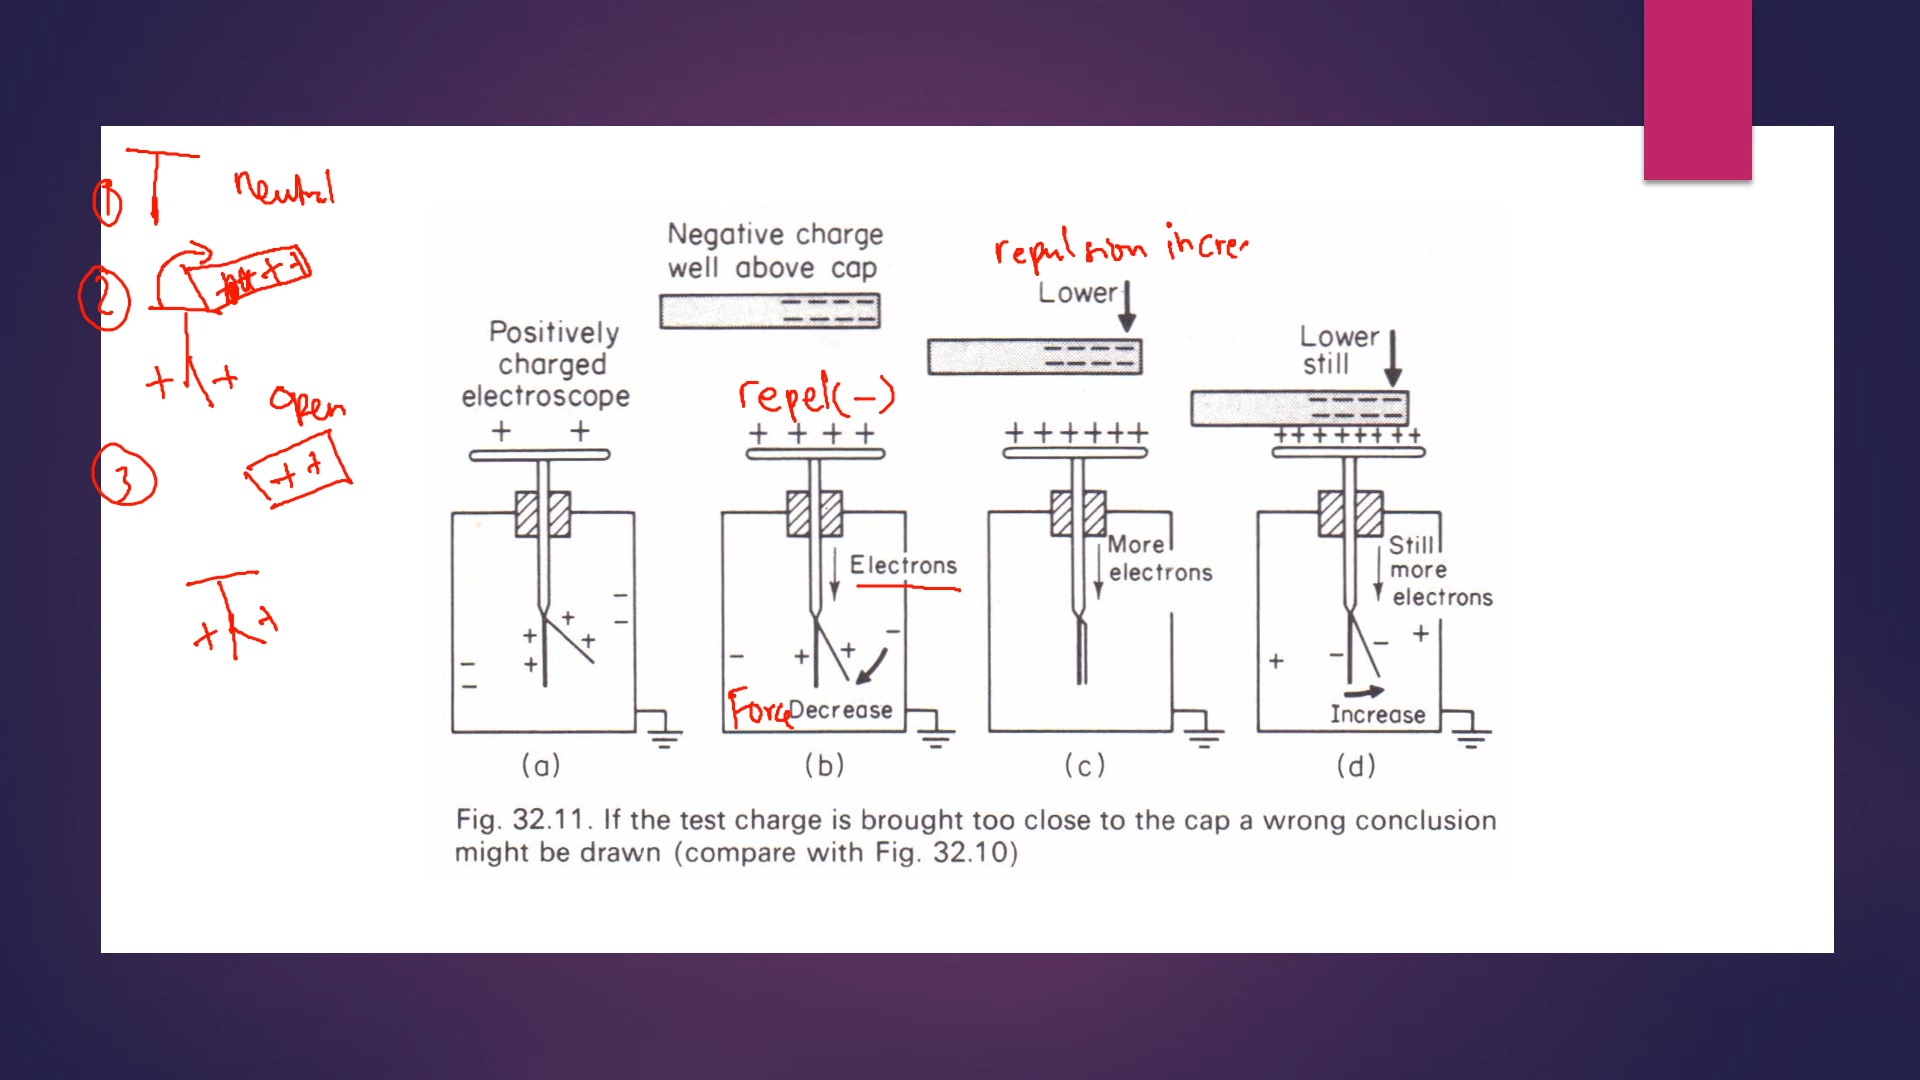 1 neutral
2 + +
+ +
open
3 + +
+ +
Positively
charged
electroscope
+ +
+ +
+ +
- -
- -
(a)
Negative charge
well above cap
- - - -
- - - -
repel (-)
+ + + +
Electrons
- + + -
Force Decrease
(b)
repulsion incre
Lower
- - - -
- - - -
+ + + + + +
More
electrons
(c)
Lower
still
- - - -
- - - -
+ + + + + + + +
Still
more
electrons
+ - - +
Increase
(d)
Fig. 32.11. If the test charge is brought too close to the cap a wrong conclusion
might be drawn (compare with Fig. 32.10)